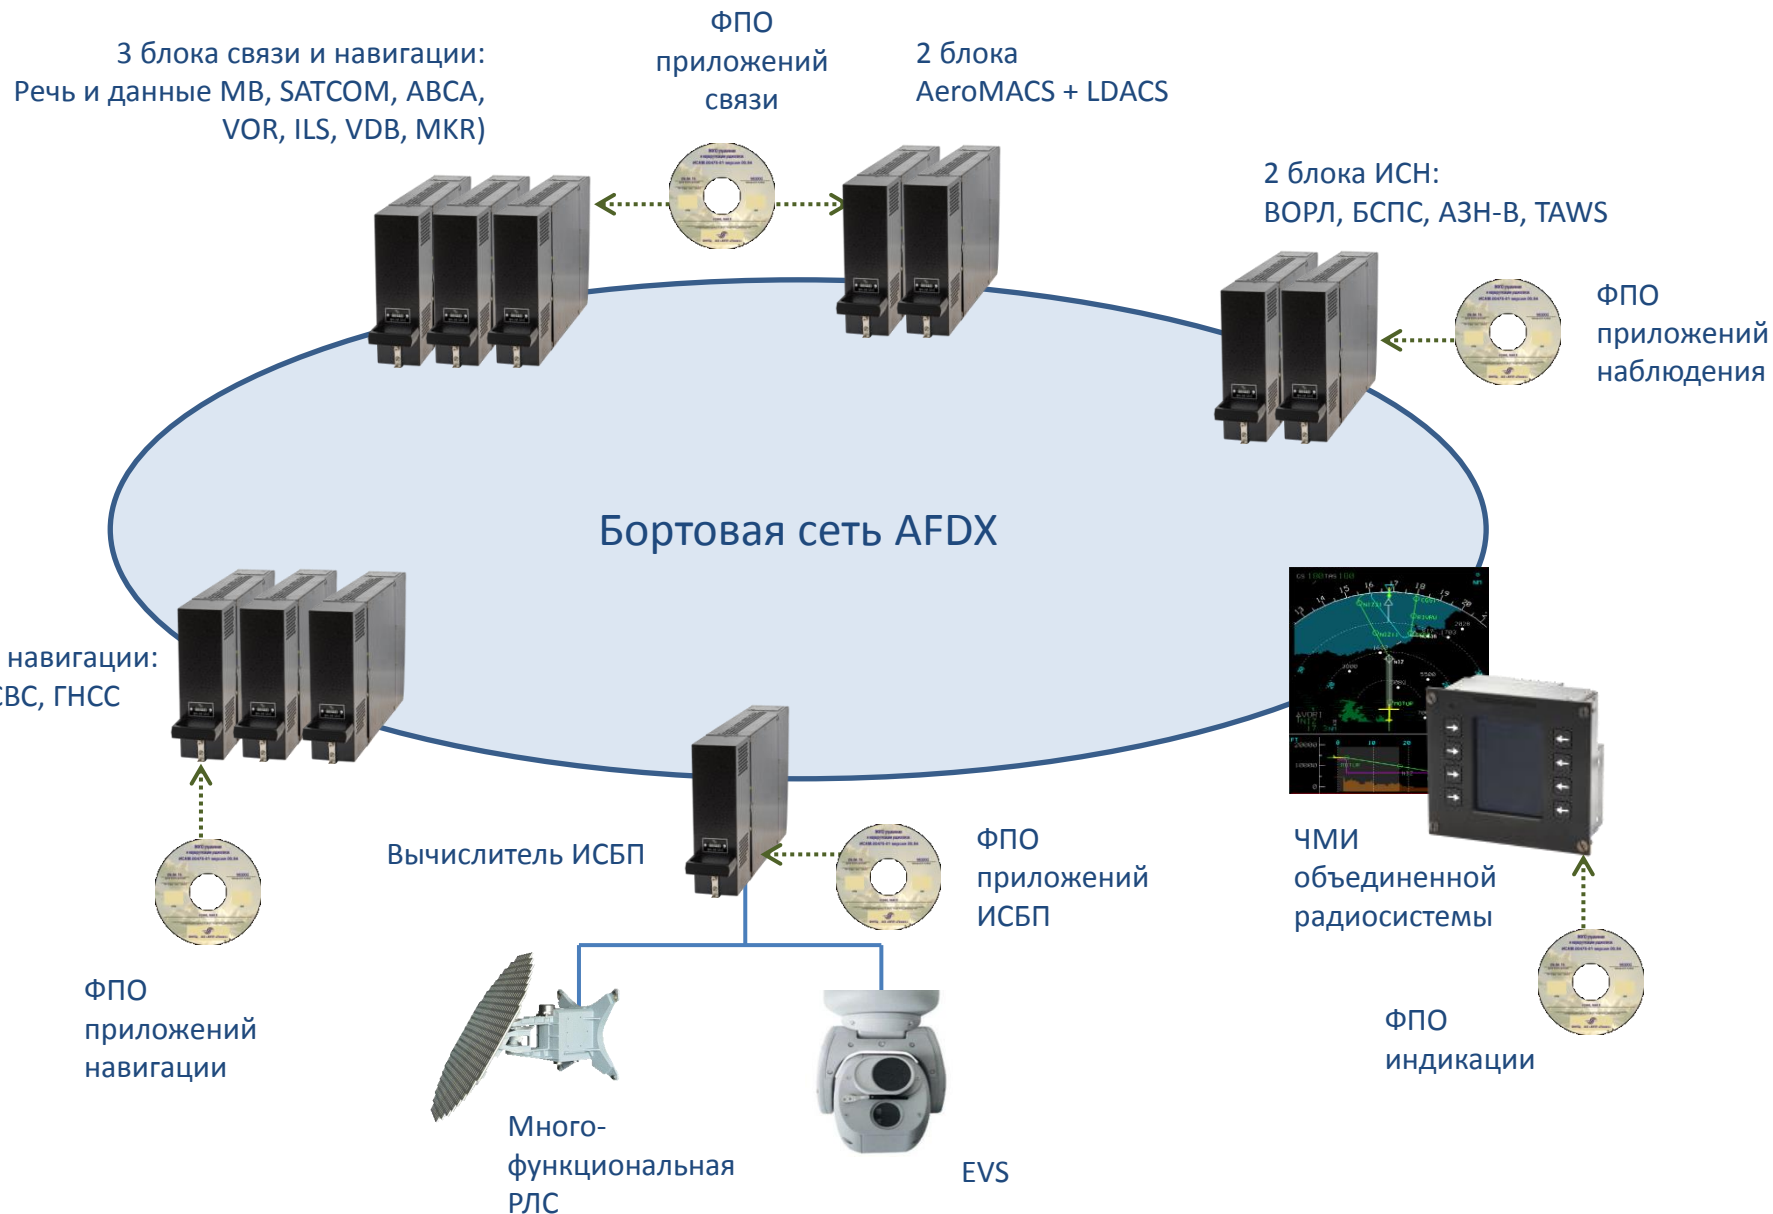 3 блока связи и навигации:
Речь и данные МВ, SATCOM, АВСА,
VOR, ILS, VDB, MKR)
ФПО
приложений
связи
2 блока
AeroMACS + LDACS
2 блока ИСН:
ВОРЛ, БСПС, АЗН-В, TAWS
ФПО
приложений
наблюдения
Бортовая сеть AFDX
навигации:
СВС, ГНСС
Вычислитель ИСБП
ФПО
приложений
ИСБП
ЧМИ
объединенной
радиосистемы
ФПО
приложений
навигации
ФПО
индикации
Много-
функциональная
РЛС
EVS